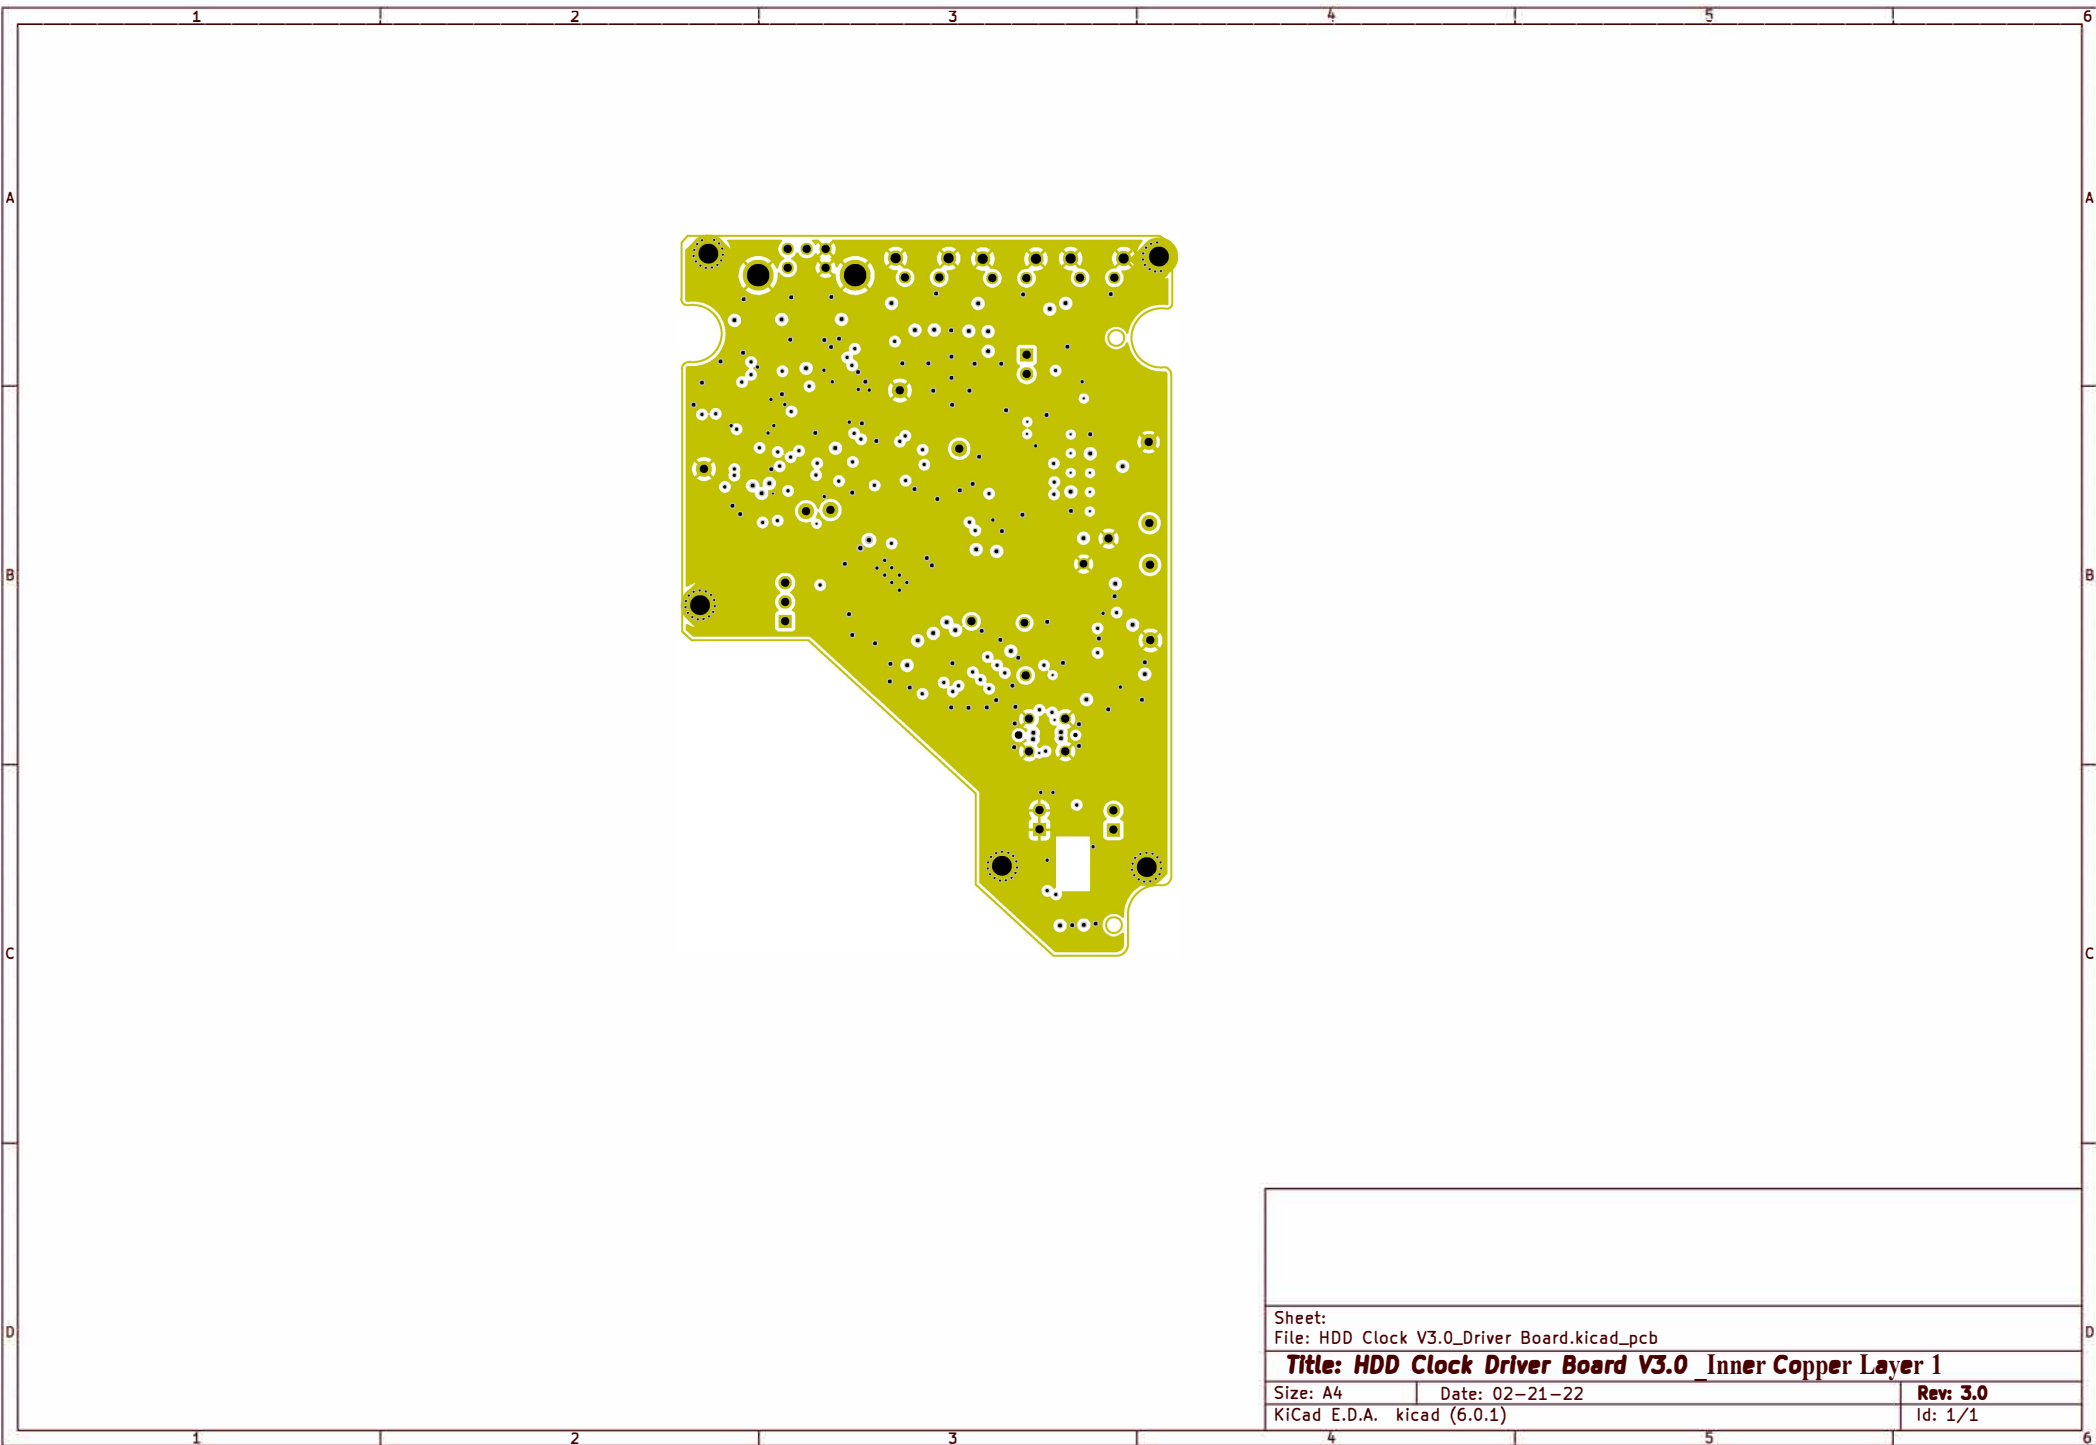 1 2 3 4 5 6
A A
B B
C C
D D
Sheet:
File: HDD Clock V3.0_Driver Board.kicad_pcb
Title: HDD Clock Driver Board V3.0 _Inner Copper Layer 1
Size: A4 Date: 02-21-22 Rev: 3.0
KiCad E.D.A. kicad (6.0.1) Id: 1/1
1 2 3 4 5 6